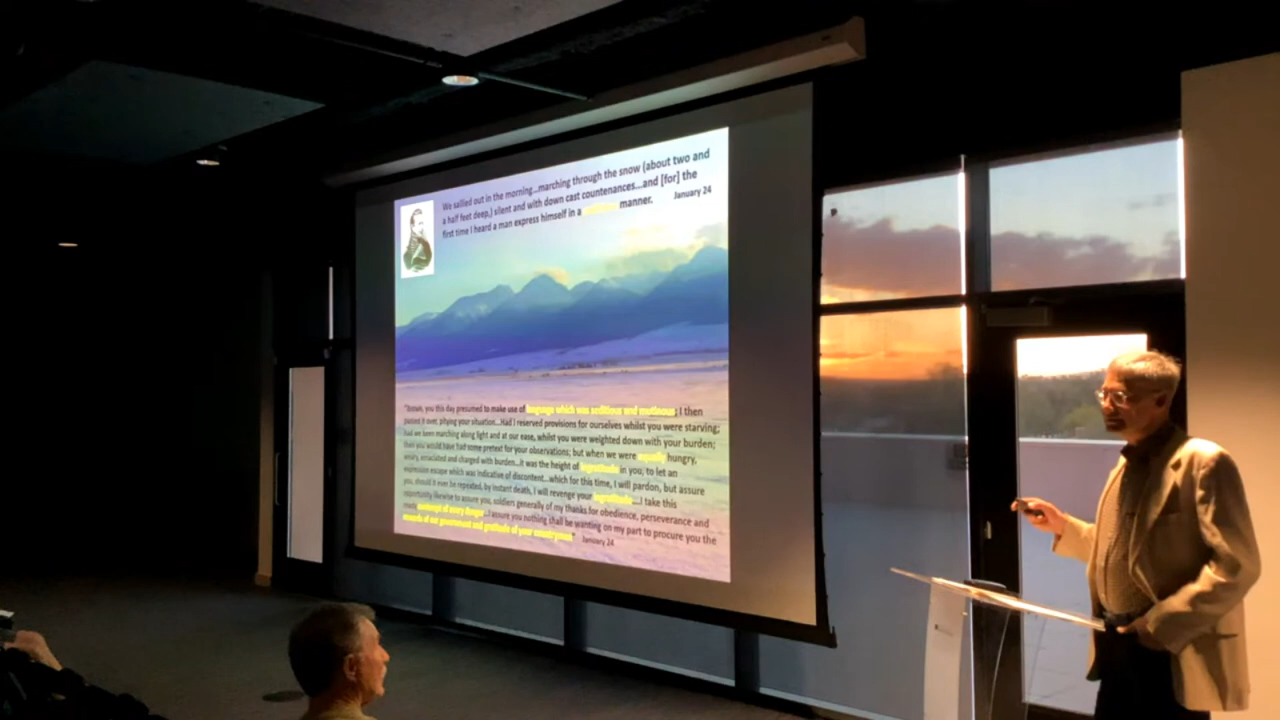 We sallied out in the morning...marching through the snow (about two and
a half feet deep,) silent and with down cast countenances...and [for] the
first time I heard a man express himself in a manner. January 24
"Brown, you this day presumed to make use of language which was seditious and mutinous; I then
passed it over, pitying your situation...Had I reserved provisions for ourselves whilst you were starving;
had we been marching along light and at our ease, whilst you were weighted down with your burden;
then you would have had some pretext for your observations; but when we were equally hungry,
weary, emaciated and charged with burden...it was the height of ingratitude in you, to let an
expression escape which was indicative of discontent...which for this time, I will pardon, but assure
you, should it ever be repeated, by instant death, I will revenge your ingratitude...I take this
opportunity likewise to assure you, soldiers generally of my thanks for obedience, perseverance and
ready contempt of every danger...I assure you nothing shall be wanting on my part to procure you the
rewards of our government and gratitude of your countrymen" January 24